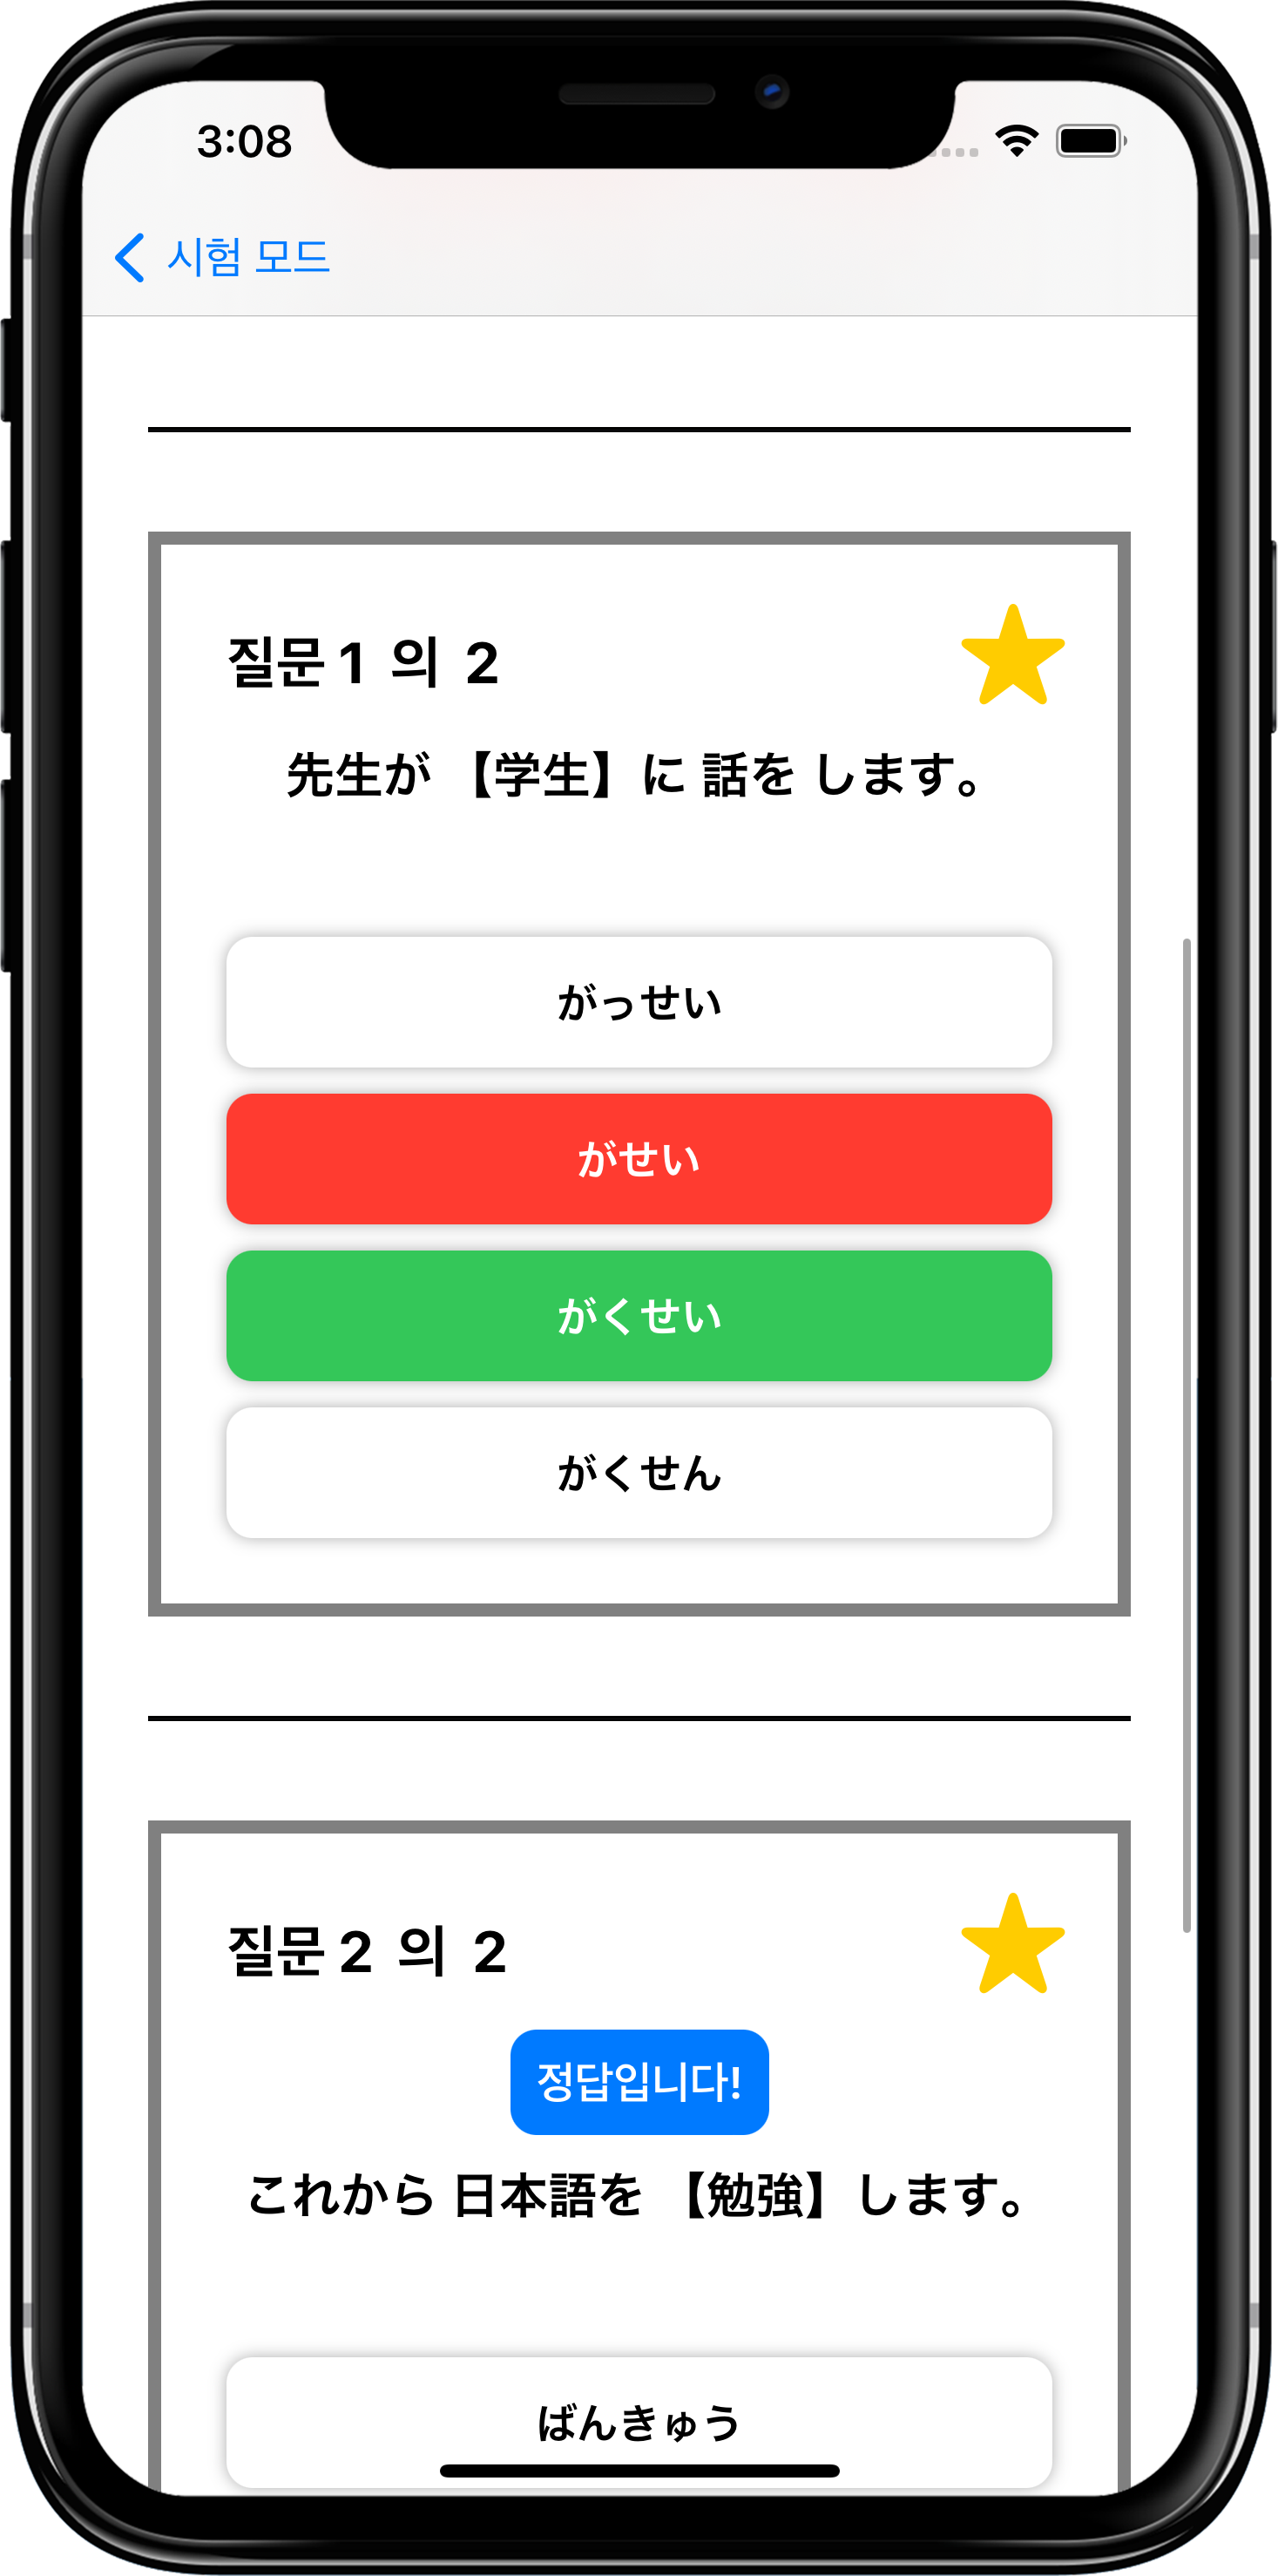 3:08
시험 모드
질문 1 의 2
先生が 【学生】に 話を します。
がっせい
がせい
がくせい
がくせん
질문 2 의 2
정답입니다!
これから 日本語を 【勉強】します。
ばんきゅう